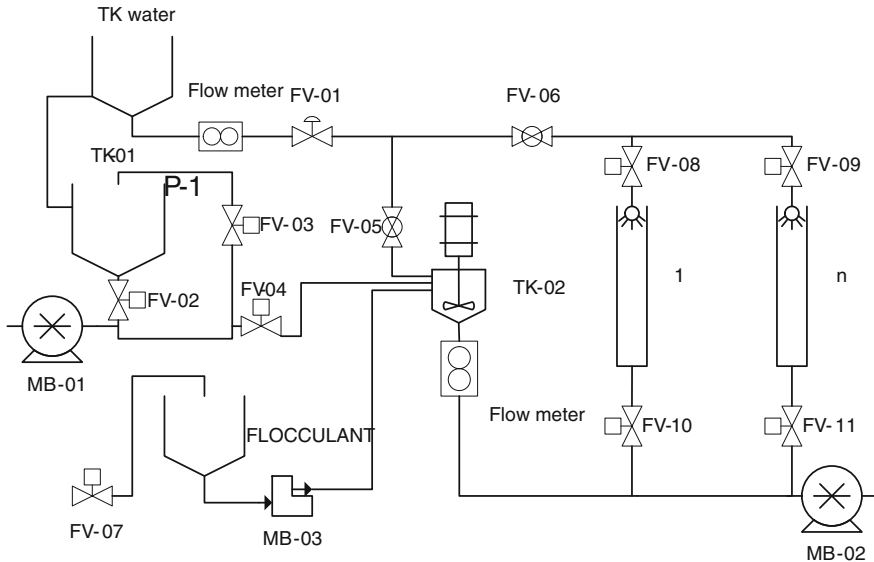 TK water
Flow meter
FV-01
FV-06
TK01
P-1
FV-08
FV-09
FV-03
FV-05
FV-02
FV04
TK-02
1
n
MB-01
FLOCCULANT
Flow meter
FV-10
FV-11
FV-07
MB-03
MB-02